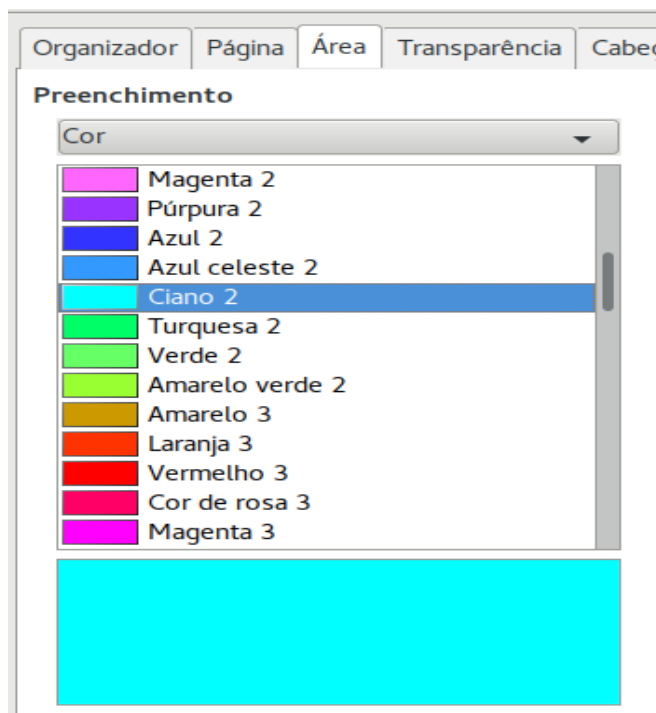 Organizador Página Área Transparência
Preenchimento
Cor
Magenta 2
Púrpura 2
Azul 2
Azul celeste 2
Ciano 2
Turquesa 2
Verde 2
Amarelo verde 2
Amarelo 3
Laranja 3
Vermelho 3
Cor de rosa 3
Magenta 3